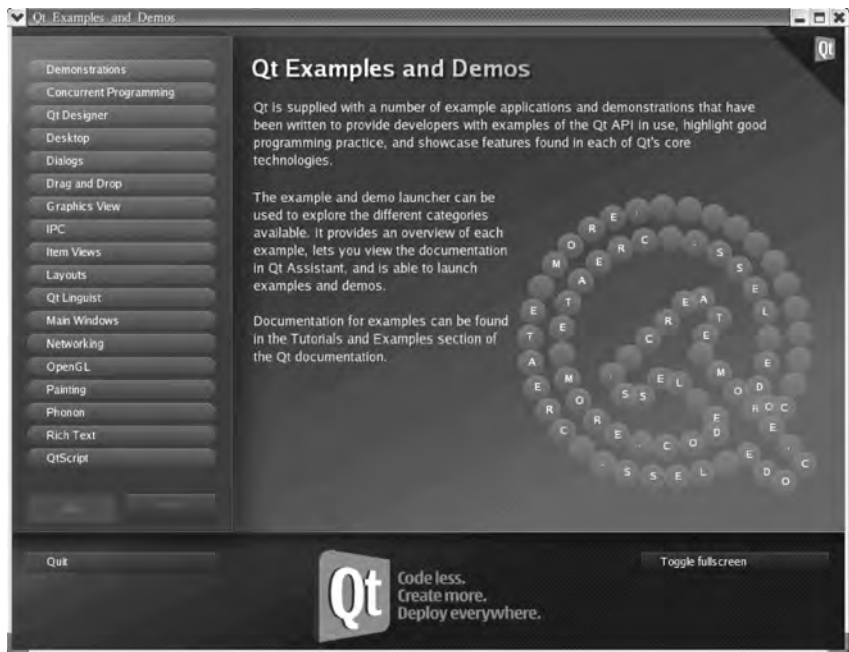 Qt Examples and Demos
Qt
Demonstrations
Concurrent Programming
Qt Designer
Desktop
Dialogs
Drag and Drop
Graphics View
IPC
Item Views
Layouts
Qt Linguist
Main Windows
Networking
OpenGL
Painting
Phonon
Rich Text
QtScript
Qt Examples and Demos
Qt is supplied with a number of example applications and demonstrations that have
been written to provide developers with examples of the Qt API in use, highlight good
programming practice, and showcase features found in each of Qt's core
technologies.
The example and demo launcher can be
used to explore the different categories
available. It provides an overview of each
example, lets you view the documentation
in Qt Assistant, and is able to launch
examples and demos.
Documentation for examples can be found
in the Tutorials and Examples section of
the Qt documentation.
Quit
Qt
Code less.
Create more.
Deploy everywhere.
Toggle fullscreen